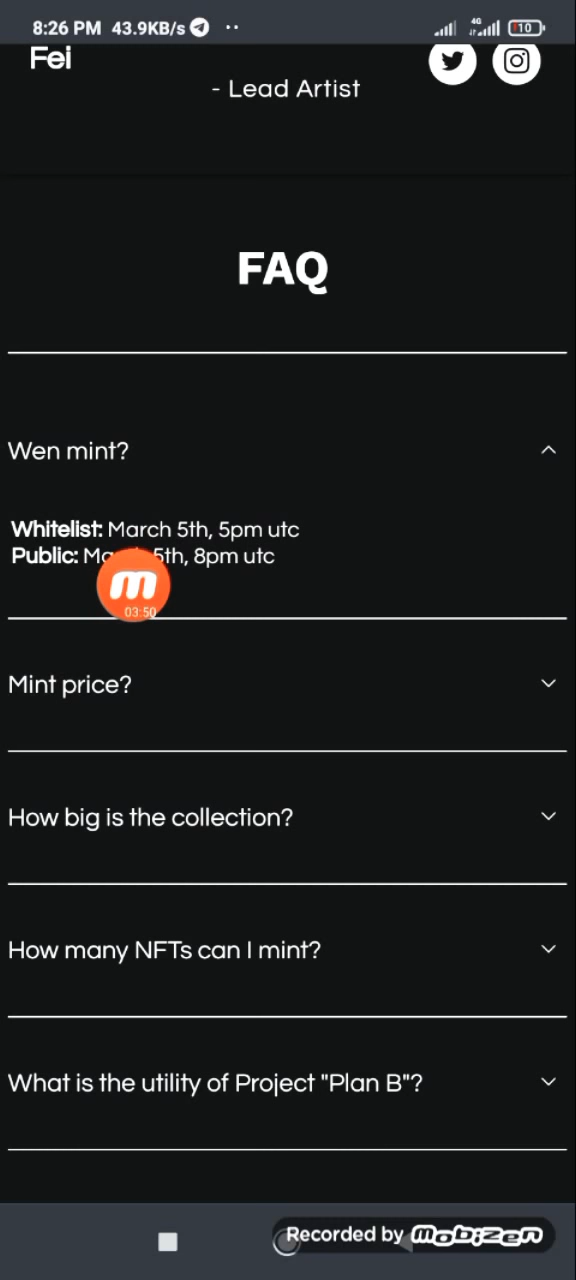 8:26 PM 43.9KB/s 4G 10
Fei
- Lead Artist
FAQ
Wen mint?
Whitelist: March 5th, 5pm utc
Public: 5th, 8pm utc
m
03:50
Mint price?
How big is the collection?
How many NFTs can I mint?
What is the utility of Project "Plan B"?
Recorded by mobizen